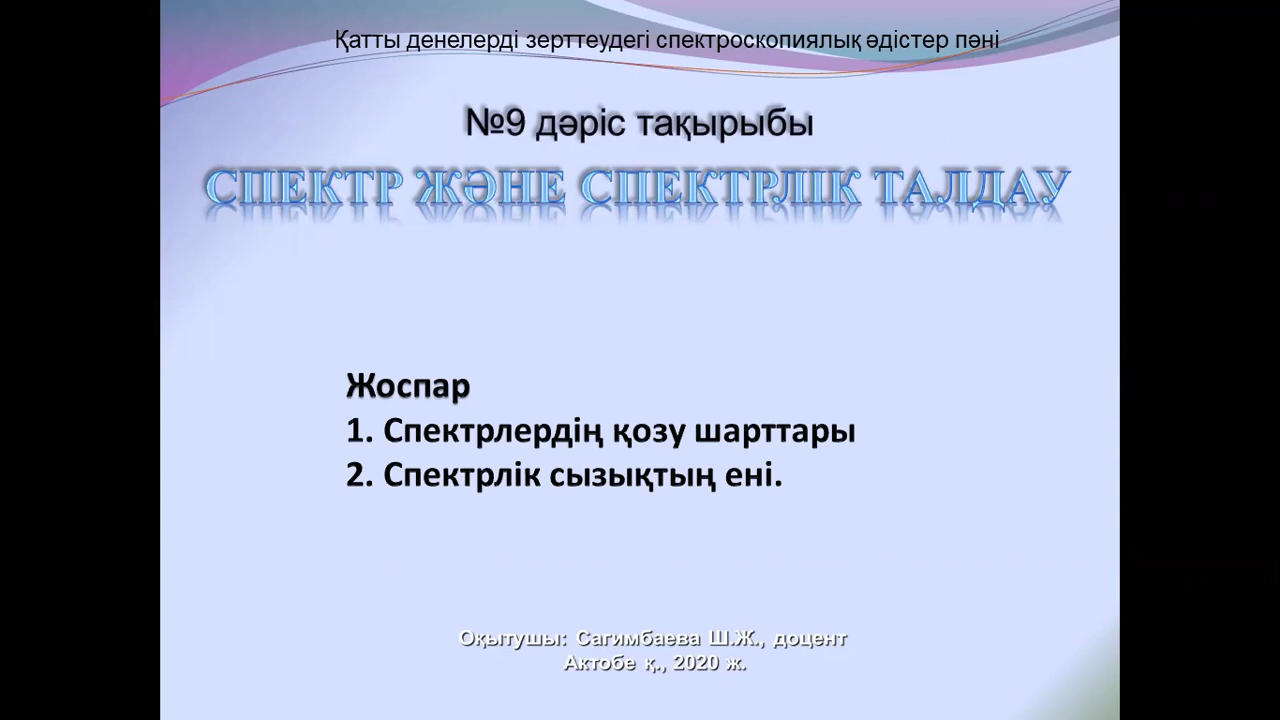 Қатты денелерді зерттеудегі спектроскопиялық әдістер пәні
№9 дәріс тақырыбы
СПЕКТР ЖӘНЕ СПЕКТРЛІК ТАЛДАУ
Жоспар
1. Спектрлердің қозу шарттары
2. Спектрлік сызықтың ені.
Оқытушы: Сагимбаева Ш.Ж., доцент
Актобе қ., 2020 ж.